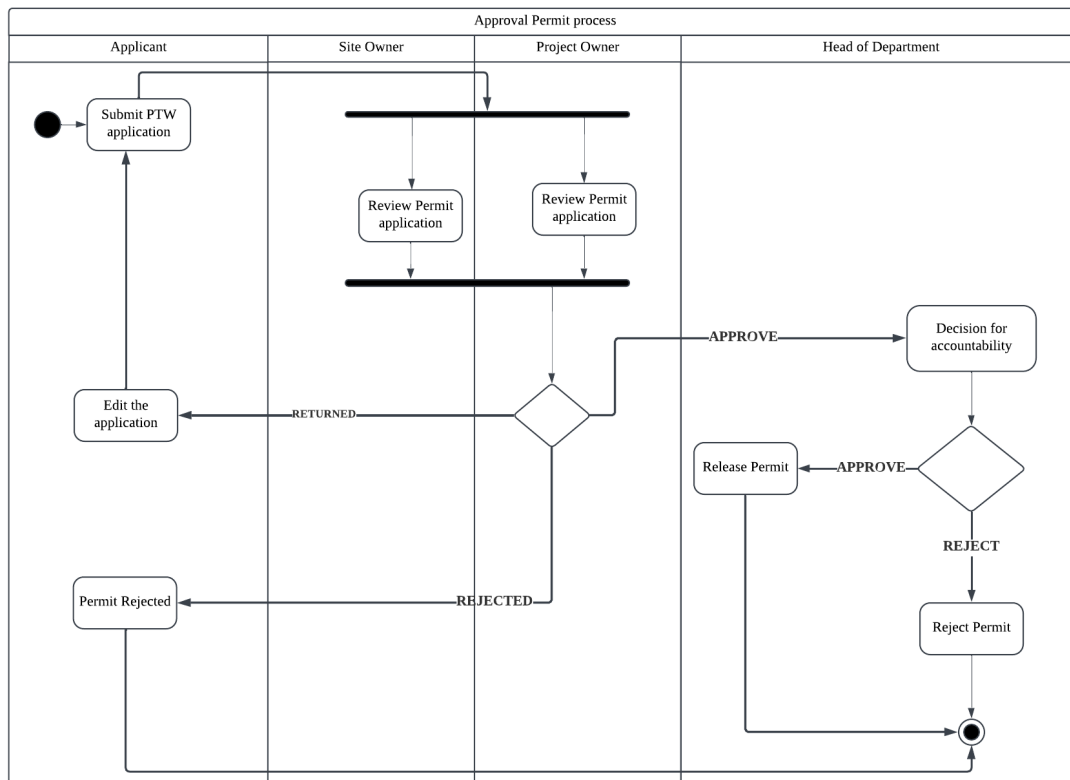 Approval Permit process
Applicant
Site Owner
Project Owner
Head of Department
Submit PTW
application
Review Permit
application
Review Permit
application
APPROVE
Decision for
accountability
Edit the
application
RETURNED
Release Permit
APPROVE
REJECT
Permit Rejected
REJECTED
Reject Permit